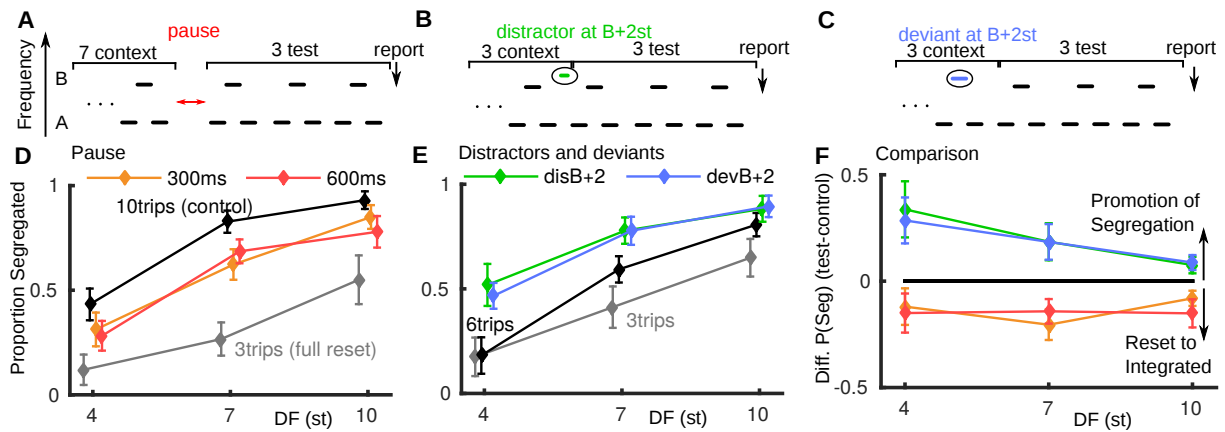 A
pause
7 context
3 test
report
Frequency
B
. . .
A
B
distractor at B+2st
3 context
3 test
report
. . .
C
deviant at B+2st
3 context
3 test
report
. . .
D
Pause
300ms
600ms
10trips (control)
3trips (full reset)
Proportion Segregated
1
0.5
0
4
7
10
DF (st)
E
Distractors and deviants
disB+2
devB+2
6trips
3trips
1
0.5
0
4
7
10
DF (st)
F
Comparison
Promotion of
Segregation
Reset to
Integrated
Diff. P(Seg) (test-control)
0.5
0
-0.5
4
7
10
DF (st)